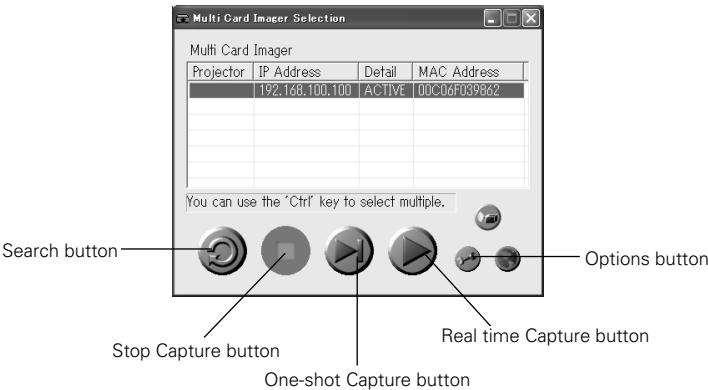 Multi Card Imager Selection
Multi Card Imager
Projector IP Address Detail MAC Address
192.168.100.100 ACTIVE 00C06F039862
You can use the 'Ctrl' key to select multiple.
Search button
Options button
Real time Capture button
Stop Capture button
One-shot Capture button